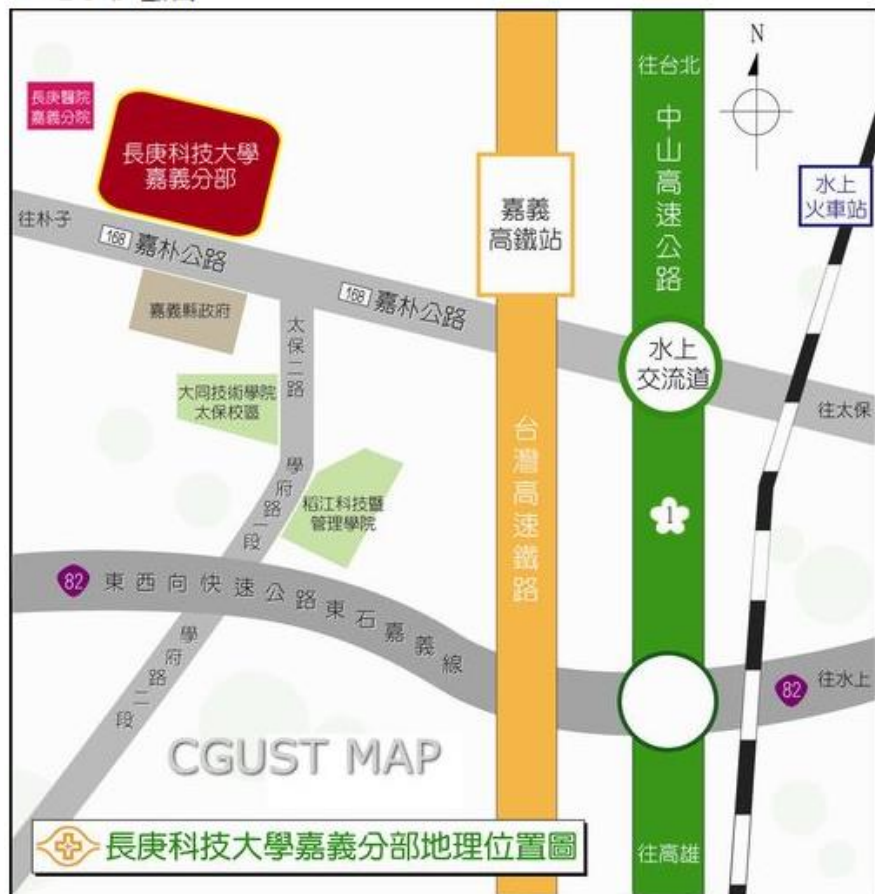 N
往台北
中山高速公路
長庚醫院
嘉義分院
長庚科技大學
嘉義分部
嘉義
高鐵站
水上
火車站
往朴子
168 嘉朴公路
168 嘉朴公路
嘉義縣政府
太保二路
水上
交流道
大同技術學院
太保校區
往太保
台灣高速鐵路
學府路一段
稻江科技暨
管理學院
1
82 東西向快速公路東石嘉義線
學府路二段
82 往水上
CGUST MAP
長庚科技大學嘉義分部地理位置圖
往高雄